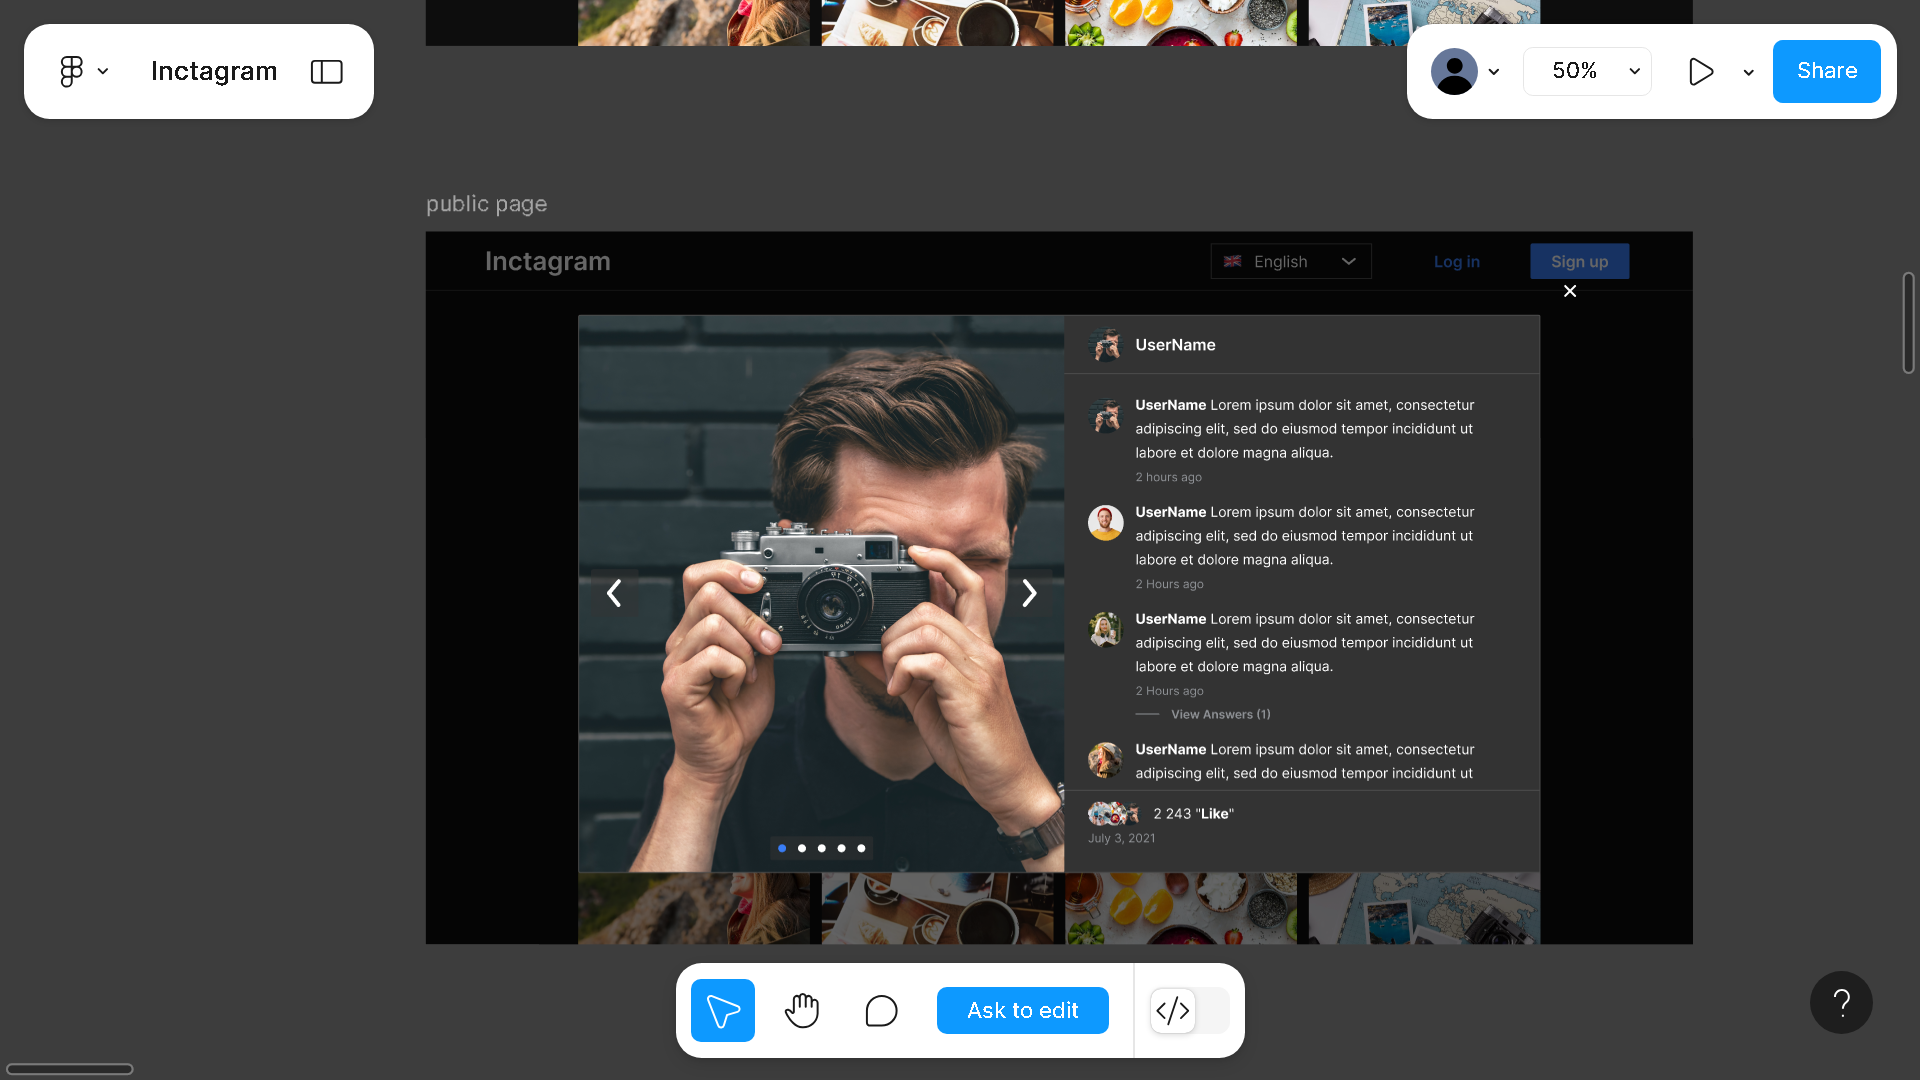 Inctagram
50%
Share
public page
Inctagram
English
Log in
Sign up
UserName
UserName Lorem ipsum dolor sit amet, consectetur
adipiscing elit, sed do eiusmod tempor incididunt ut
labore et dolore magna aliqua.
2 hours ago
UserName Lorem ipsum dolor sit amet, consectetur
adipiscing elit, sed do eiusmod tempor incididunt ut
labore et dolore magna aliqua.
2 Hours ago
UserName Lorem ipsum dolor sit amet, consectetur
adipiscing elit, sed do eiusmod tempor incididunt ut
labore et dolore magna aliqua.
2 Hours ago
View Answers (1)
UserName Lorem ipsum dolor sit amet, consectetur
adipiscing elit, sed do eiusmod tempor incididunt ut
2 243 "Like"
July 3, 2021
Ask to edit